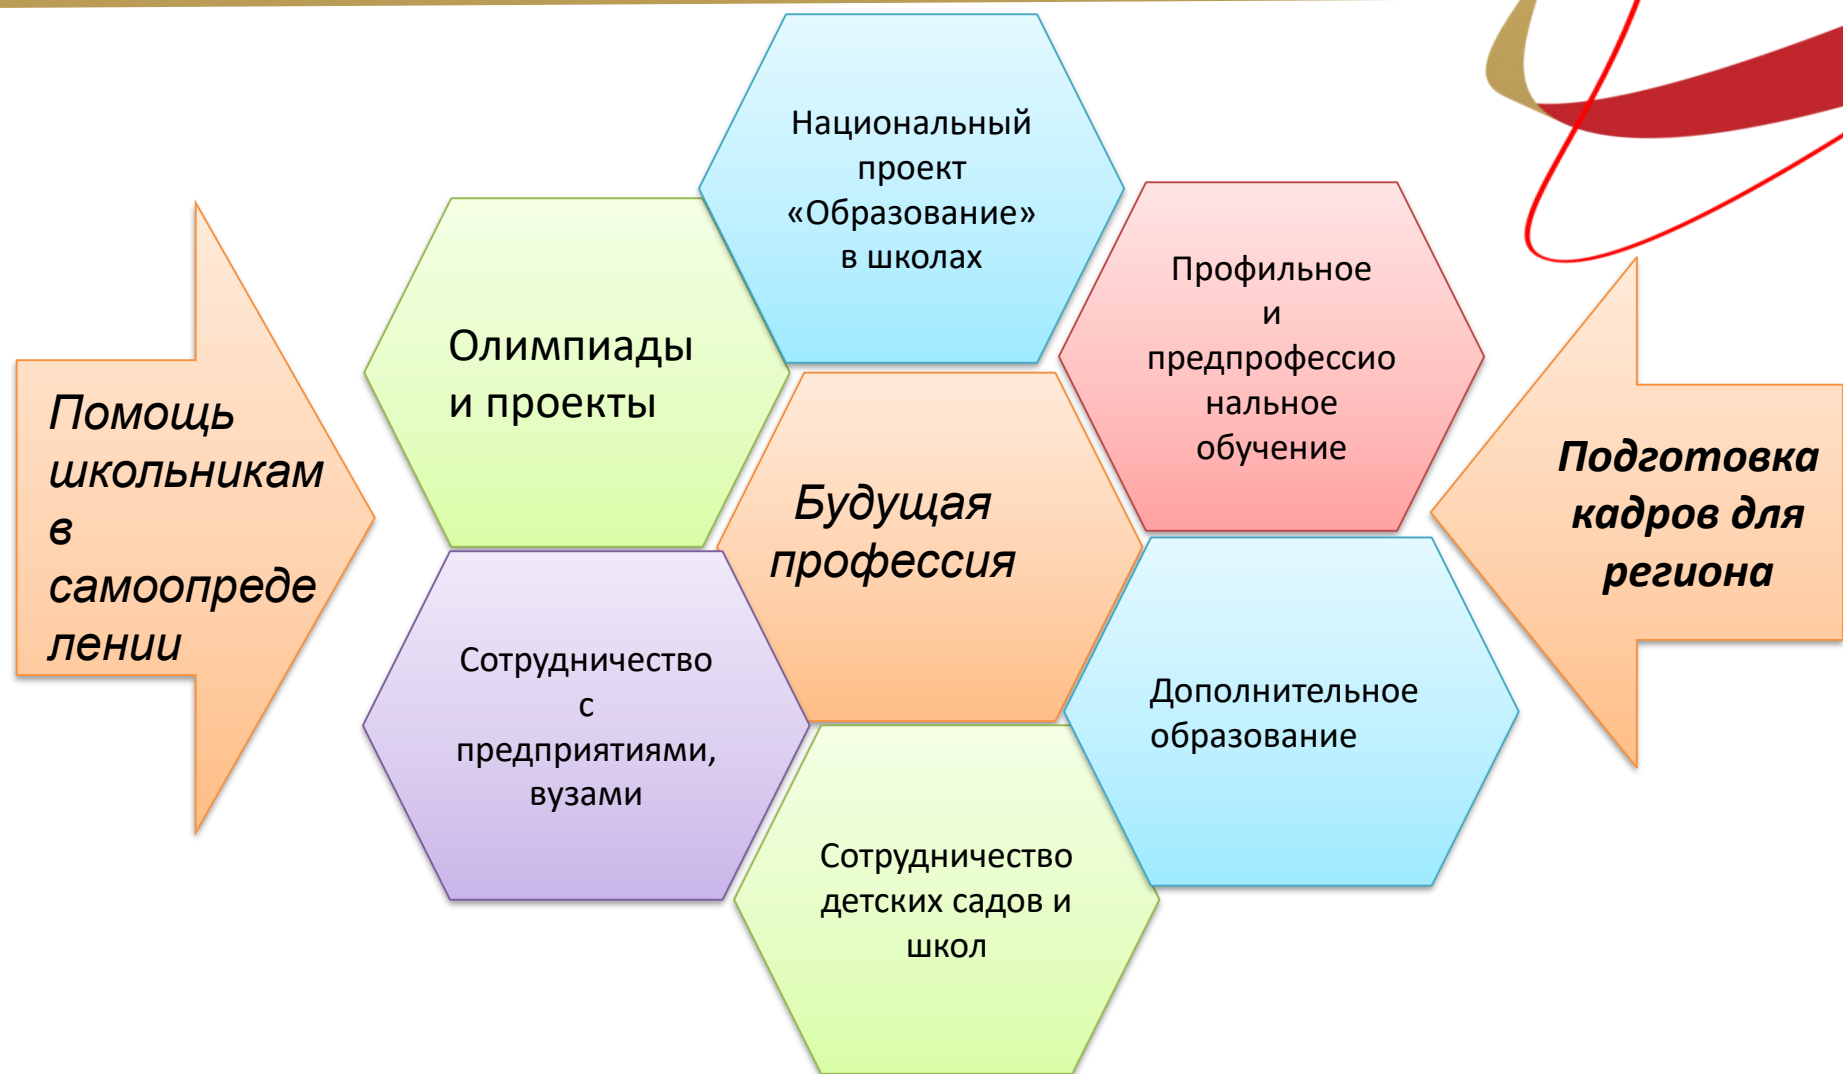 Национальный
проект
«Образование»
в школах
Профильное
и
предпрофессио
нальное
обучение
Олимпиады
и проекты
Помощь
школьникам
в
самоопреде
лении
Будущая
профессия
Подготовка
кадров для
региона
Сотрудничество
с
предприятиями,
вузами
Дополнительное
образование
Сотрудничество
детских садов и
школ